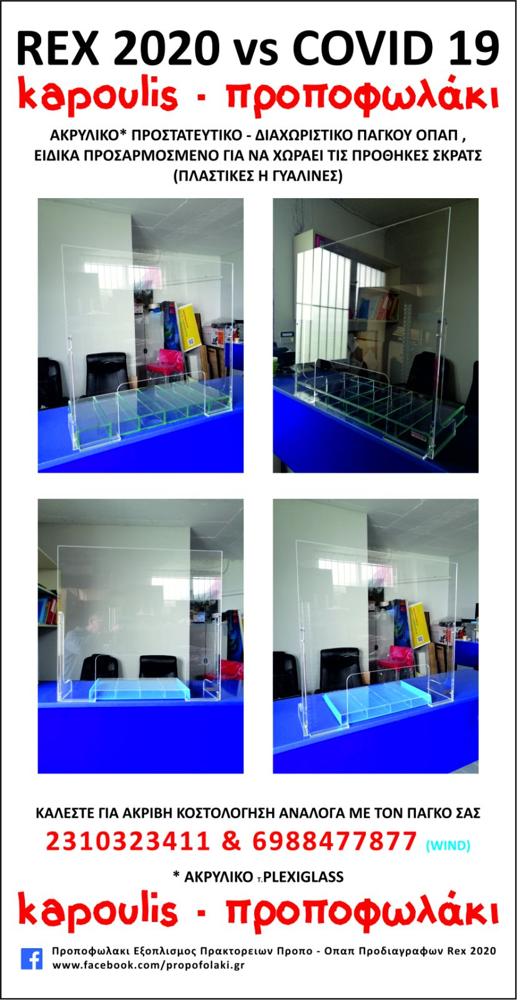 REX 2020 vs COVID 19
kapoulis - προποφωλάκι
ΑΚΡΥΛΙΚΟ* ΠΡΟΣΤΑΤΕΥΤΙΚΟ - ΔΙΑΧΩΡΙΣΤΙΚΟ ΠΑΓΚΟΥ ΟΠΑΠ ,
ΕΙΔΙΚΑ ΠΡΟΣΑΡΜΟΣΜΕΝΟ ΓΙΑ ΝΑ ΧΩΡΑΕΙ ΤΙΣ ΠΡΟΘΗΚΕΣ ΣΚΡΑΤΣ
(ΠΛΑΣΤΙΚΕΣ Η ΓΥΑΛΙΝΕΣ)
ΚΑΛΕΣΤΕ ΓΙΑ ΑΚΡΙΒΗ ΚΟΣΤΟΛΟΓΗΣΗ ΑΝΑΛΟΓΑ ΜΕ ΤΟΝ ΠΑΓΚΟ ΣΑΣ
2310323411 & 6988477877 (WIND)
* ΑΚΡΥΛΙΚΟ τ.PLEXIGLASS
kapoulis - προποφωλάκι
Προποφωλακι Εξοπλισμος Πρακτορειων Προπο - Οπαπ Προδιαγραφων Rex 2020
www.facebook.com/propofolaki.gr